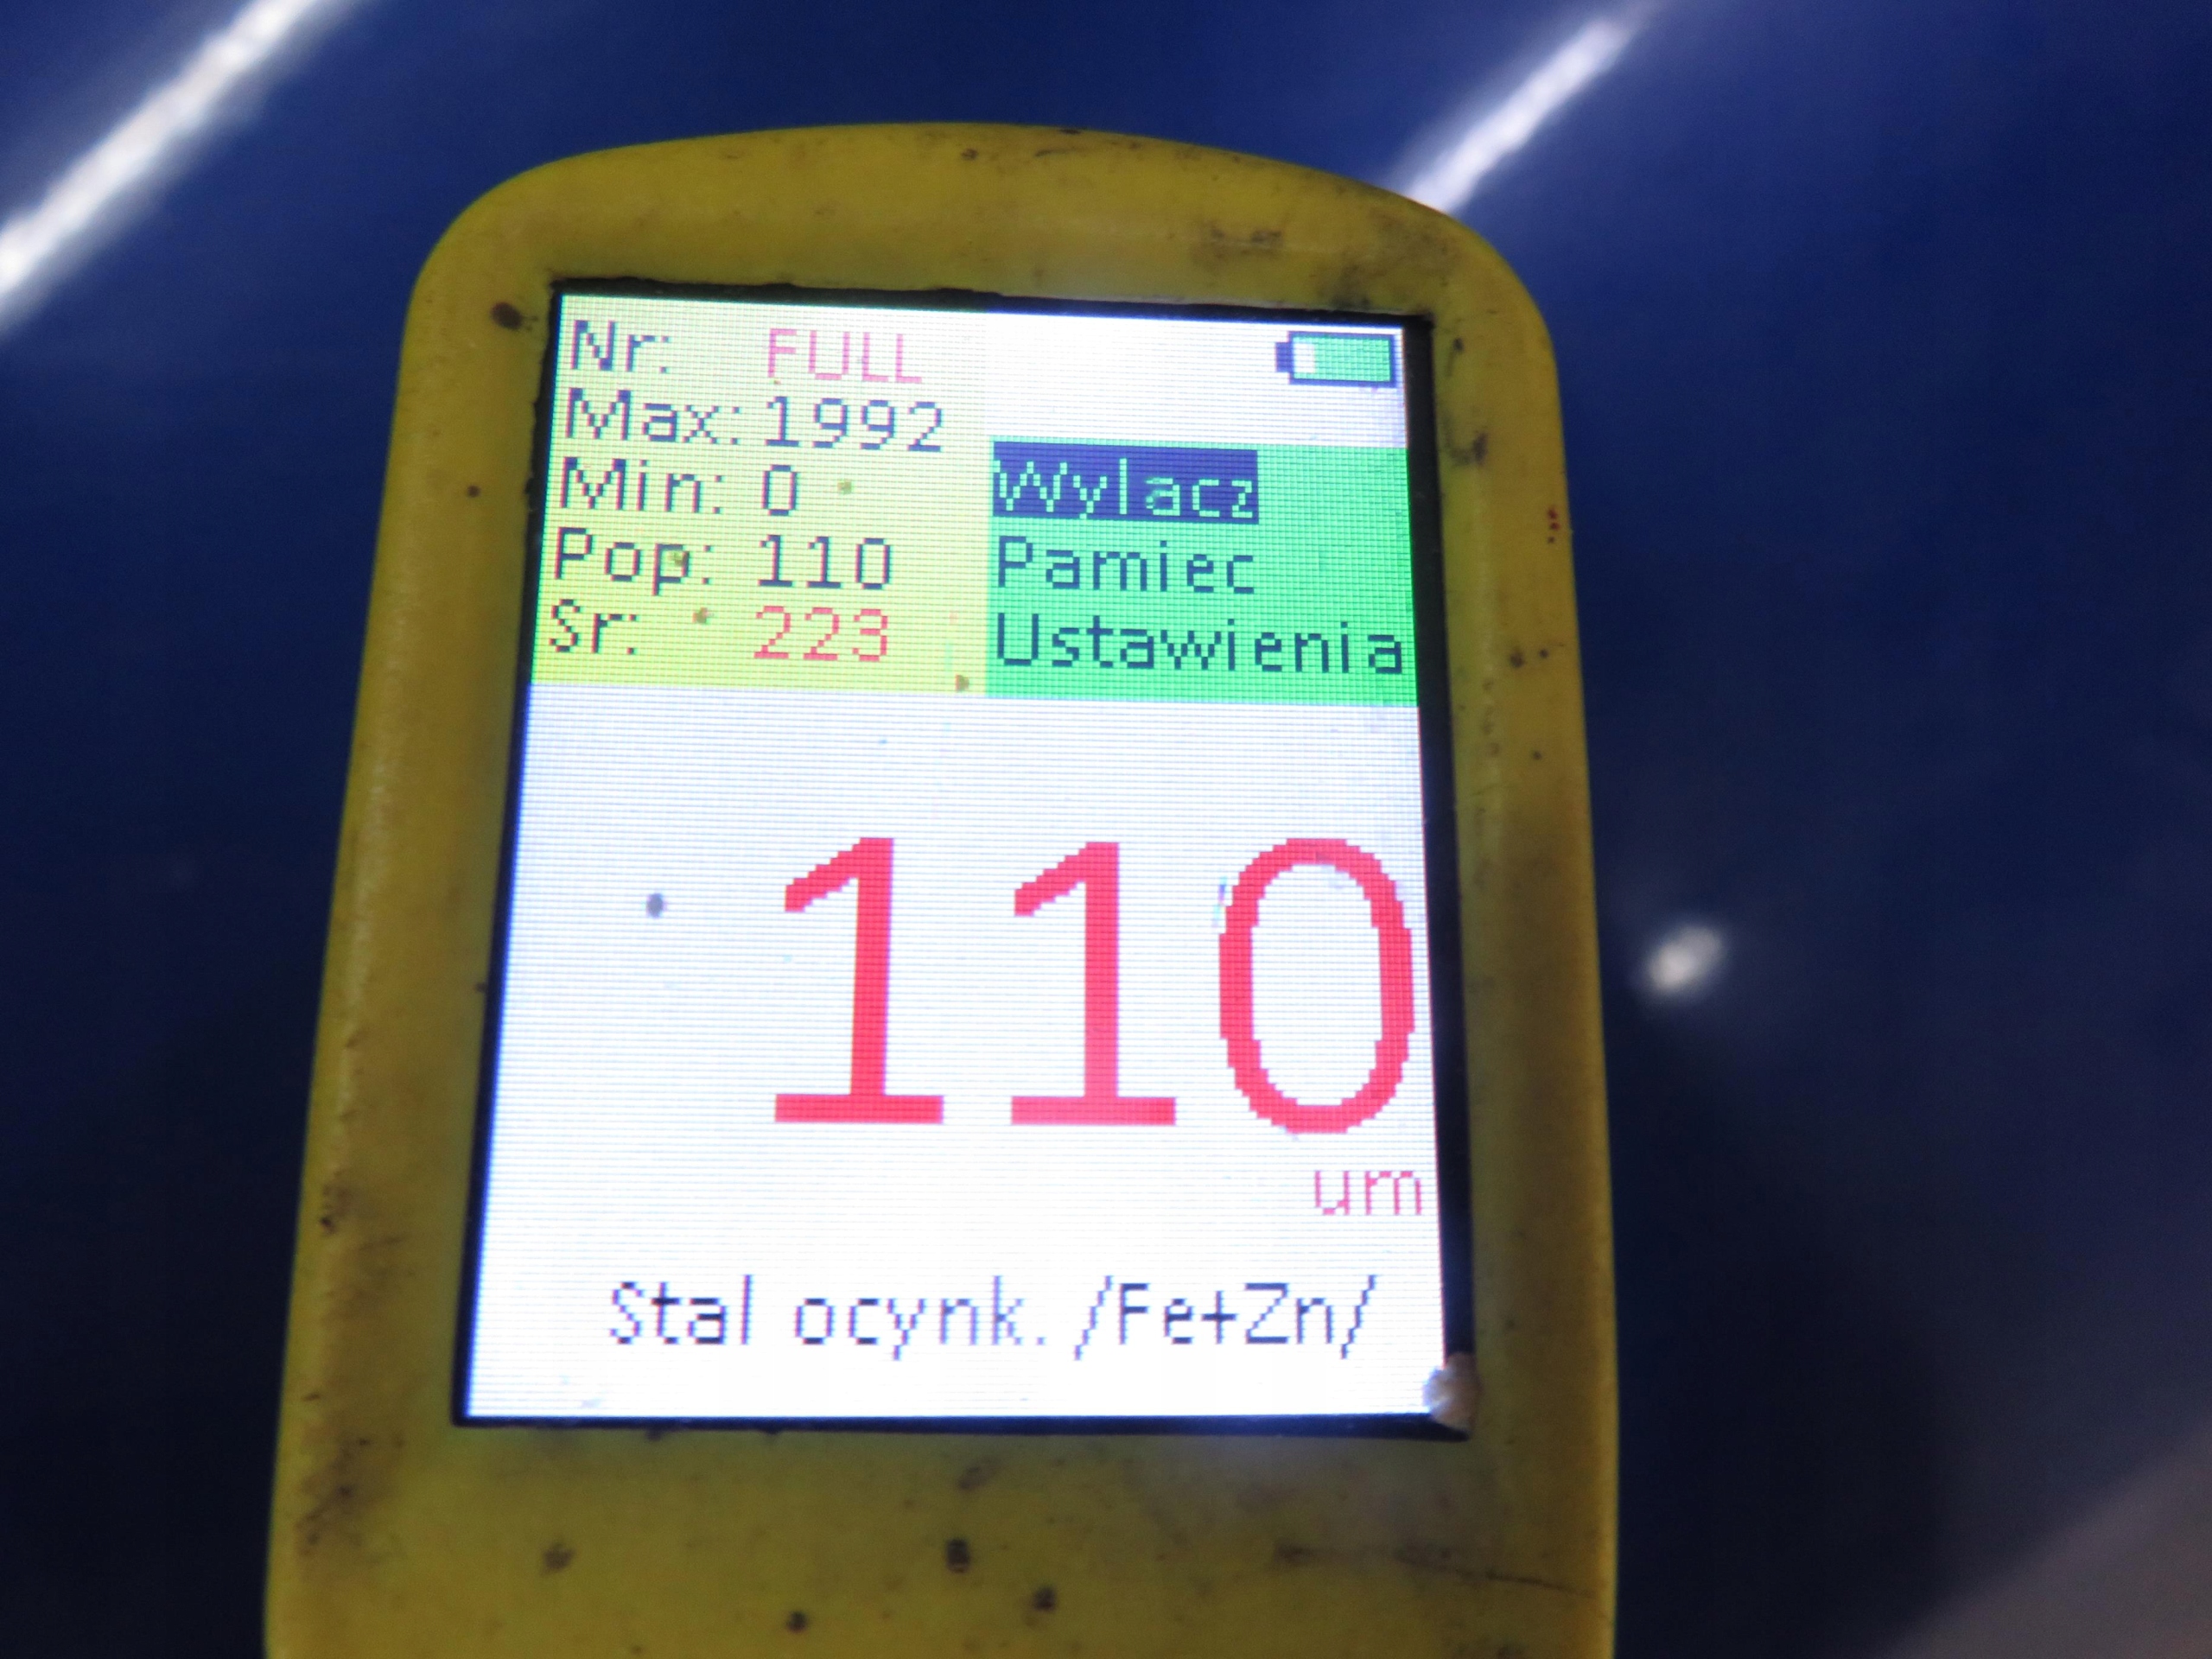 Nr: FULL
Max: 1992
Min: 0
Pop: 110
Sr: 223
Wylacz
Pamiec
Ustawienia
110
um
Stal ocynk. /Fe+Zn/